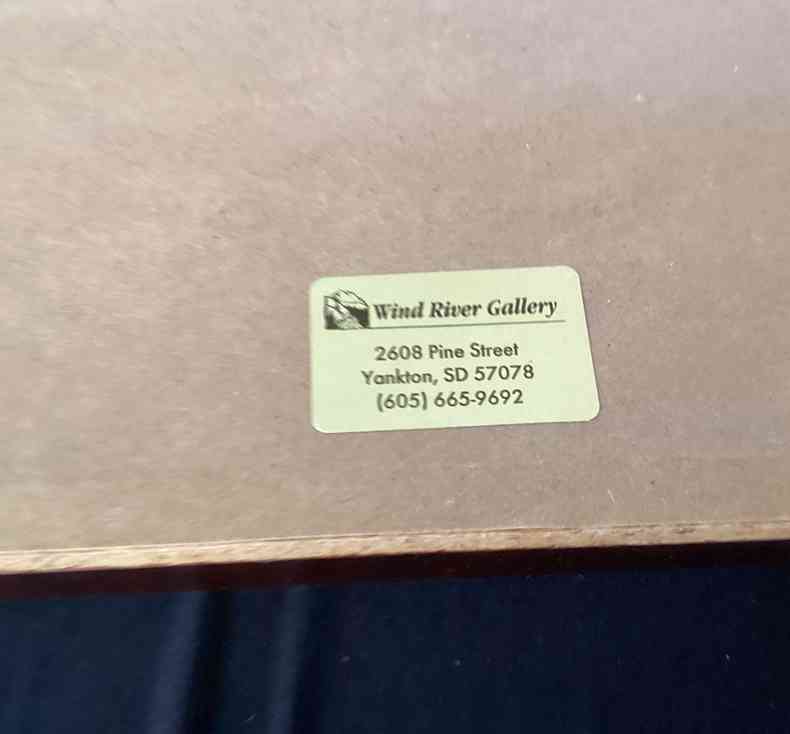 Wind River Gallery
2608 Pine Street
Yankton, SD 57078
(605) 665-9692